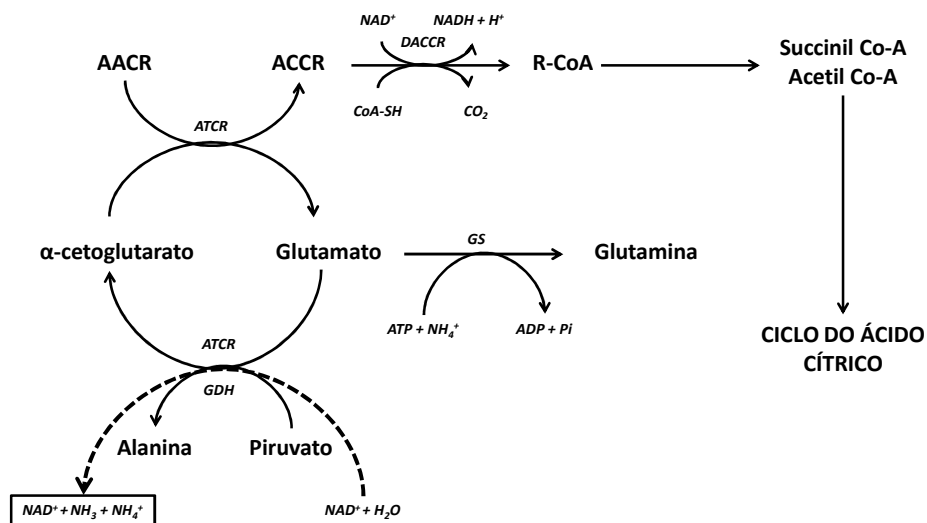 NAD⁺ NADH + H⁺
DACCR
AACR ACCR R-CoA Succinil Co-A
Acetil Co-A
CoA-SH CO₂
ATCR
α-cetoglutarato Glutamato GS Glutamina
ATP + NH₄⁺ ADP + Pi
CICLO DO ÁCIDO
CÍTRICO
ATCR
GDH
Alanina Piruvato
NAD⁺ + NH₃ + NH₄⁺ NAD⁺ + H₂O